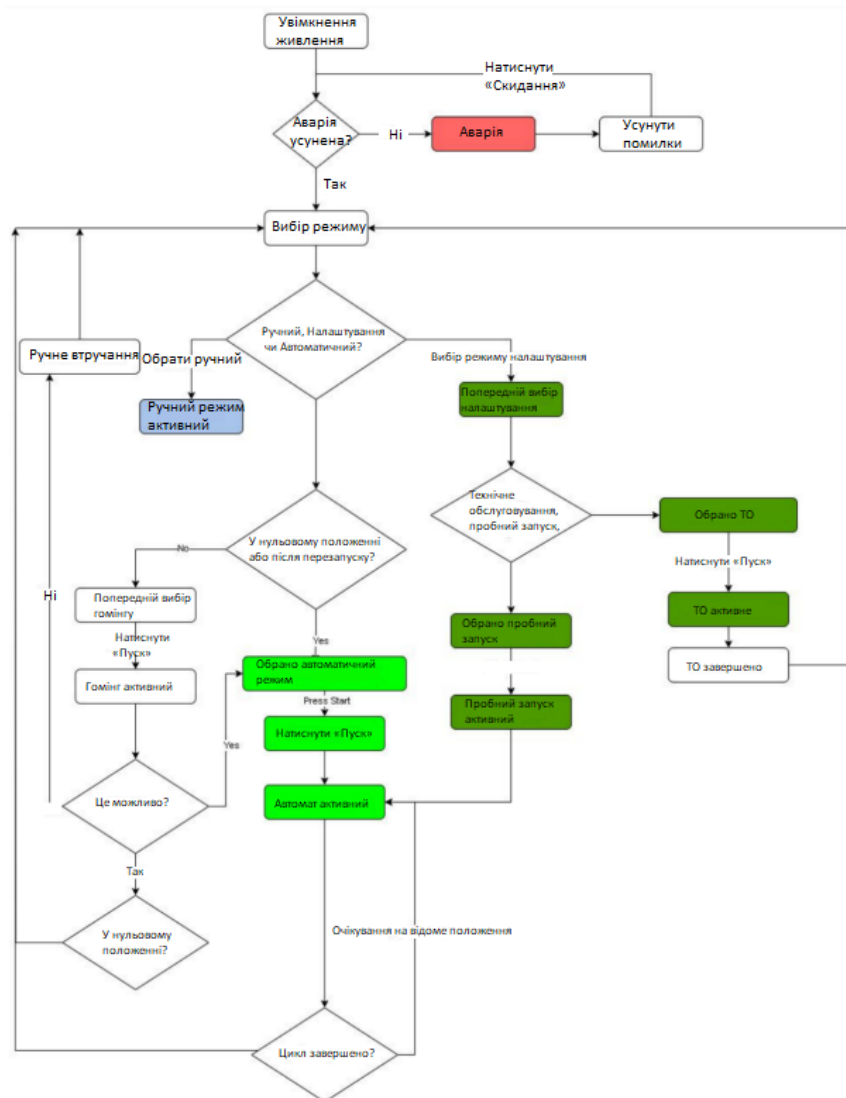 Увімкнення
живлення
Натиснути
«Скидання»
Аварія
усунена?
Ні
Аварія
Усунути
помилки
Так
Вибір режиму
Ручний, Налаштування
чи Автоматичний?
Ручне втручання
Обрати ручний
Вибір режиму налаштування
Ручний режим
активний
Попередній вибір
налаштування
Технічне
обслуговування,
пробний запуск,
Обрано ТО
У нульовому положенні
або після перезапуску?
No
Натиснути «Пуск»
Ні
Попередній вибір
гомінгу
ТО активне
Обрано пробний
запуск
Натиснути
«Пуск»
Yes
Обрано автоматичний
режим
ТО завершено
Гомінг активний
Press Start
Пробний запуск
активний
Натиснути «Пуск»
Yes
Це можливо?
Автомат активний
Так
У нульовому
положенні?
Очікування на відоме положення
Цикл завершено?